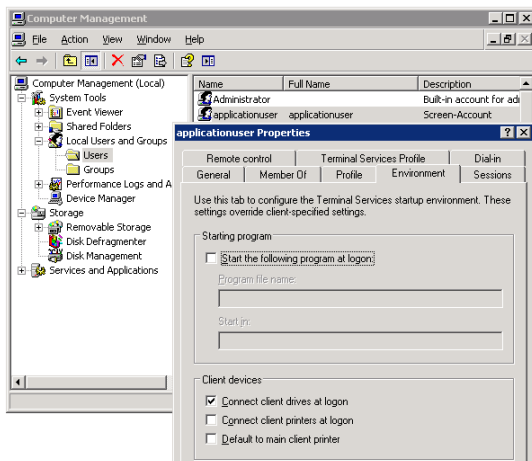 Computer Management
File Action View Window Help
Computer Management (Local)
System Tools
Event Viewer
Shared Folders
Local Users and Groups
Users
Groups
Performance Logs and A
Device Manager
Storage
Removable Storage
Disk Defragmenter
Disk Management
Services and Applications
Name Full Name Description
Administrator Built-in account for adm
applicationuser applicationuser Screen-Account
applicationuser Properties
Remote control Terminal Services Profile Dial-in
General Member Of Profile Environment Sessions
Use this tab to configure the Terminal Services startup environment. These
settings override client-specified settings.
Starting program
Start the following program at logon:
Program file name:
Start in:
Client devices
Connect client drives at logon
Connect client printers at logon
Default to main client printer